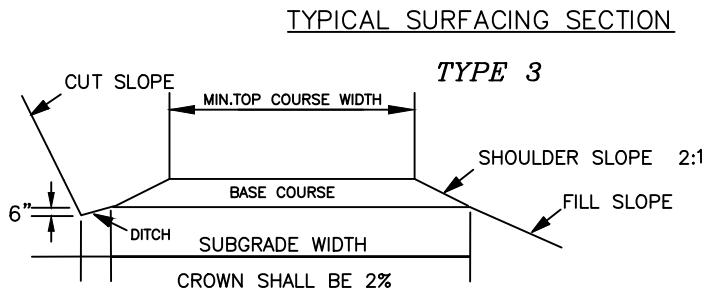 TYPICAL SURFACING SECTION
TYPE 3
CUT SLOPE
MIN.TOP COURSE WIDTH
SHOULDER SLOPE 2:1
BASE COURSE
FILL SLOPE
6"
DITCH
SUBGRADE WIDTH
CROWN SHALL BE 2%